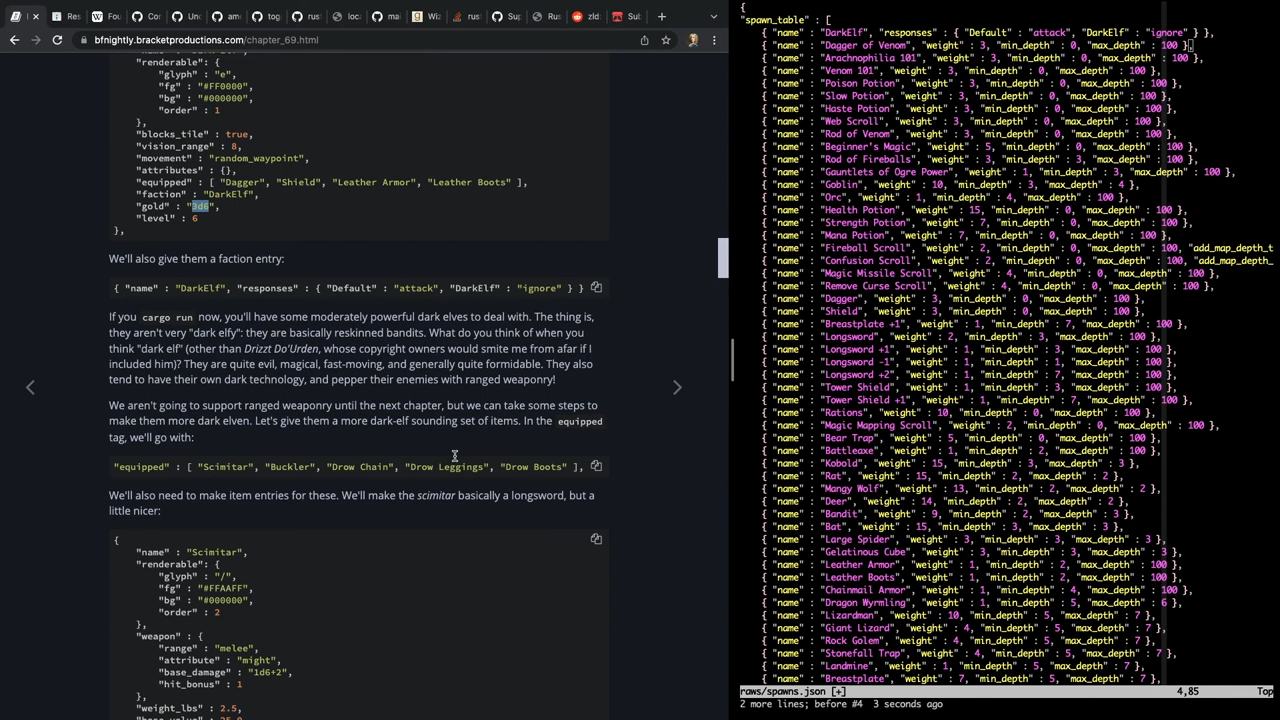 Res
Wo
Fou
Co
Un
am
tog
rus
loca
mai
Wiz
rus
Sup
Rus
zld
Sub
bfnightly.bracketproductions.com/chapter_69.html
"renderable": {
"glyph" : "e",
"fg" : "#FF0000",
"bg" : "#000000",
"order" : 1
},
"blocks_tile" : true,
"vision_range" : 8,
"movement" : "random_waypoint",
"attributes" : {},
"equipped" : [ "Dagger", "Shield", "Leather Armor", "Leather Boots" ],
"faction" : "DarkElf",
"gold" : "3d6",
"level" : 6
},
We'll also give them a faction entry:
{ "name" : "DarkElf", "responses" : { "Default" : "attack", "DarkElf" : "ignore" } }
If you cargo run now, you'll have some moderately powerful dark elves to deal with. The thing is,
they aren't very "dark elfy": they are basically reskinned bandits. What do you think of when you
think "dark elf" (other than Drizzt Do'Urden, whose copyright owners would smite me from afar if I
included him)? They are quite evil, magical, fast-moving, and generally quite formidable. They also
tend to have their own dark technology, and pepper their enemies with ranged weaponry!
We aren't going to support ranged weaponry until the next chapter, but we can take some steps to
make them more dark elven. Let's give them a more dark-elf sounding set of items. In the equipped
tag, we'll go with:
"equipped" : [ "Scimitar", "Buckler", "Drow Chain", "Drow Leggings", "Drow Boots" ],
We'll also need to make item entries for these. We'll make the scimitar basically a longsword, but a
little nicer:
{
"name" : "Scimitar",
"renderable": {
"glyph" : "/",
"fg" : "#FFAAFF",
"bg" : "#000000",
"order" : 2
},
"weapon" : {
"range" : "melee",
"attribute" : "might",
"base_damage" : "1d6+2",
"hit_bonus" : 1
},
"weight_lbs" : 2.5,
{
"spawn_table" : [
{ "name" : "DarkElf", "responses" : { "Default" : "attack", "DarkElf" : "ignore" } },
{ "name" : "Dagger of Venom", "weight" : 3, "min_depth" : 0, "max_depth" : 100 },
{ "name" : "Arachnophilia 101", "weight" : 3, "min_depth" : 0, "max_depth" : 100 },
{ "name" : "Venom 101", "weight" : 3, "min_depth" : 0, "max_depth" : 100 },
{ "name" : "Poison Potion", "weight" : 3, "min_depth" : 0, "max_depth" : 100 },
{ "name" : "Slow Potion", "weight" : 3, "min_depth" : 0, "max_depth" : 100 },
{ "name" : "Haste Potion", "weight" : 3, "min_depth" : 0, "max_depth" : 100 },
{ "name" : "Web Scroll", "weight" : 3, "min_depth" : 0, "max_depth" : 100 },
{ "name" : "Rod of Venom", "weight" : 3, "min_depth" : 0, "max_depth" : 100 },
{ "name" : "Beginner's Magic", "weight" : 5, "min_depth" : 0, "max_depth" : 100 },
{ "name" : "Rod of Fireballs", "weight" : 3, "min_depth" : 3, "max_depth" : 100 },
{ "name" : "Gauntlets of Ogre Power", "weight" : 1, "min_depth" : 3, "max_depth" : 100 },
{ "name" : "Goblin", "weight" : 10, "min_depth" : 3, "max_depth" : 4 },
{ "name" : "Orc", "weight" : 1, "min_depth" : 4, "max_depth" : 100 },
{ "name" : "Health Potion", "weight" : 15, "min_depth" : 0, "max_depth" : 100 },
{ "name" : "Strength Potion", "weight" : 7, "min_depth" : 0, "max_depth" : 100 },
{ "name" : "Mana Potion", "weight" : 7, "min_depth" : 0, "max_depth" : 100 },
{ "name" : "Fireball Scroll", "weight" : 2, "min_depth" : 0, "max_depth" : 100, "add_map_depth_t
{ "name" : "Confusion Scroll", "weight" : 2, "min_depth" : 0, "max_depth" : 100, "add_map_depth_
{ "name" : "Magic Missile Scroll", "weight" : 4, "min_depth" : 0, "max_depth" : 100 },
{ "name" : "Remove Curse Scroll", "weight" : 4, "min_depth" : 0, "max_depth" : 100 },
{ "name" : "Dagger", "weight" : 3, "min_depth" : 0, "max_depth" : 100 },
{ "name" : "Shield", "weight" : 3, "min_depth" : 0, "max_depth" : 100 },
{ "name" : "Breastplate +1", "weight" : 1, "min_depth" : 7, "max_depth" : 100 },
{ "name" : "Longsword", "weight" : 2, "min_depth" : 3, "max_depth" : 100 },
{ "name" : "Longsword +1", "weight" : 1, "min_depth" : 3, "max_depth" : 100 },
{ "name" : "Longsword -1", "weight" : 1, "min_depth" : 1, "max_depth" : 100 },
{ "name" : "Longsword +2", "weight" : 1, "min_depth" : 7, "max_depth" : 100 },
{ "name" : "Tower Shield", "weight" : 1, "min_depth" : 3, "max_depth" : 100 },
{ "name" : "Tower Shield +1", "weight" : 1, "min_depth" : 7, "max_depth" : 100 },
{ "name" : "Rations", "weight" : 10, "min_depth" : 0, "max_depth" : 100 },
{ "name" : "Magic Mapping Scroll", "weight" : 2, "min_depth" : 0, "max_depth" : 100 },
{ "name" : "Bear Trap", "weight" : 5, "min_depth" : 0, "max_depth" : 100 },
{ "name" : "Battleaxe", "weight" : 1, "min_depth" : 2, "max_depth" : 100 },
{ "name" : "Kobold", "weight" : 15, "min_depth" : 3, "max_depth" : 3 },
{ "name" : "Rat", "weight" : 15, "min_depth" : 2, "max_depth" : 2 },
{ "name" : "Mangy Wolf", "weight" : 13, "min_depth" : 2, "max_depth" : 2 },
{ "name" : "Deer", "weight" : 14, "min_depth" : 2, "max_depth" : 2 },
{ "name" : "Bandit", "weight" : 9, "min_depth" : 2, "max_depth" : 3 },
{ "name" : "Bat", "weight" : 15, "min_depth" : 3, "max_depth" : 3 },
{ "name" : "Large Spider", "weight" : 3, "min_depth" : 3, "max_depth" : 3 },
{ "name" : "Gelatinous Cube", "weight" : 3, "min_depth" : 3, "max_depth" : 3 },
{ "name" : "Leather Armor", "weight" : 1, "min_depth" : 2, "max_depth" : 100 },
{ "name" : "Leather Boots", "weight" : 1, "min_depth" : 2, "max_depth" : 100 },
{ "name" : "Chainmail Armor", "weight" : 1, "min_depth" : 4, "max_depth" : 100 },
{ "name" : "Dragon Wyrmling", "weight" : 1, "min_depth" : 5, "max_depth" : 6 },
{ "name" : "Lizardman", "weight" : 10, "min_depth" : 5, "max_depth" : 7 },
{ "name" : "Giant Lizard", "weight" : 4, "min_depth" : 5, "max_depth" : 7 },
{ "name" : "Rock Golem", "weight" : 4, "min_depth" : 5, "max_depth" : 7 },
{ "name" : "Stonefall Trap", "weight" : 4, "min_depth" : 5, "max_depth" : 7 },
{ "name" : "Landmine", "weight" : 1, "min_depth" : 5, "max_depth" : 7 },
{ "name" : "Breastplate", "weight" : 7, "min_depth" : 5, "max_depth" : 100 },
raws/spawns.json [+] 4,85 Top
2 more lines; before #4 3 seconds ago